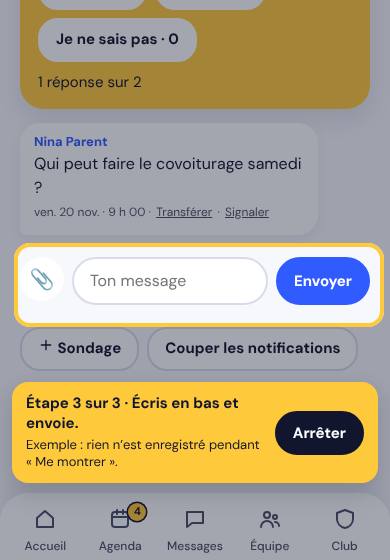 Je ne sais pas · 0
1 réponse sur 2
Nina Parent
Qui peut faire le covoiturage samedi
?
ven. 20 nov. · 9 h 00 · Transférer · Signaler
Ton message
Envoyer
+ Sondage
Couper les notifications
Étape 3 sur 3 · Écris en bas et
envoie.
Exemple : rien n’est enregistré pendant
« Me montrer ».
Arrêter
4
Accueil
Agenda
Messages
Équipe
Club